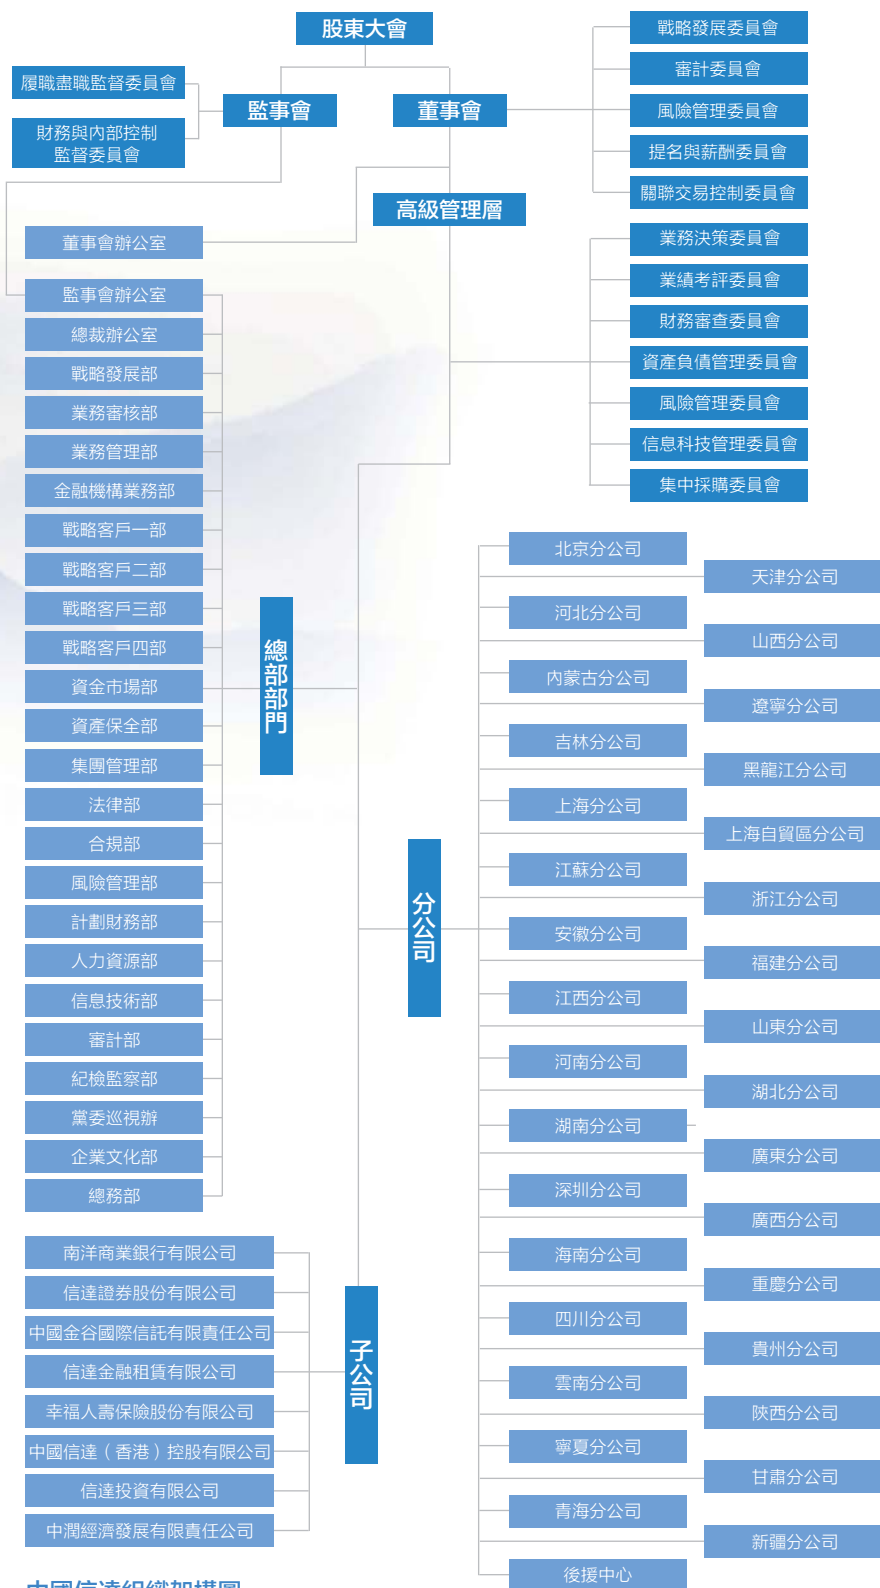 股東大會
監事會
董事會
履職盡職監督委員會
財務與內部控制
監督委員會
戰略發展委員會
審計委員會
風險管理委員會
提名與薪酬委員會
關聯交易控制委員會
高級管理層
業務決策委員會
業績考評委員會
財務審查委員會
資產負債管理委員會
風險管理委員會
信息科技管理委員會
集中採購委員會
董事會辦公室
監事會辦公室
總裁辦公室
戰略發展部
業務審核部
業務管理部
金融機構業務部
戰略客戶一部
戰略客戶二部
戰略客戶三部
戰略客戶四部
資金市場部
資產保全部
集團管理部
法律部
合規部
風險管理部
計劃財務部
人力資源部
信息技術部
審計部
紀檢監察部
黨委巡視辦
企業文化部
總務部
總部部門
分公司
北京分公司
天津分公司
河北分公司
山西分公司
內蒙古分公司
遼寧分公司
吉林分公司
黑龍江分公司
上海分公司
上海自貿區分公司
江蘇分公司
浙江分公司
安徽分公司
福建分公司
江西分公司
山東分公司
河南分公司
湖北分公司
湖南分公司
廣東分公司
深圳分公司
廣西分公司
海南分公司
重慶分公司
四川分公司
貴州分公司
雲南分公司
陝西分公司
寧夏分公司
甘肅分公司
青海分公司
新疆分公司
後援中心
子公司
南洋商業銀行有限公司
信達證券股份有限公司
中國金谷國際信託有限責任公司
信達金融租賃有限公司
幸福人壽保險股份有限公司
中國信達（香港）控股有限公司
信達投資有限公司
中潤經濟發展有限責任公司
中國信達組織架構圖